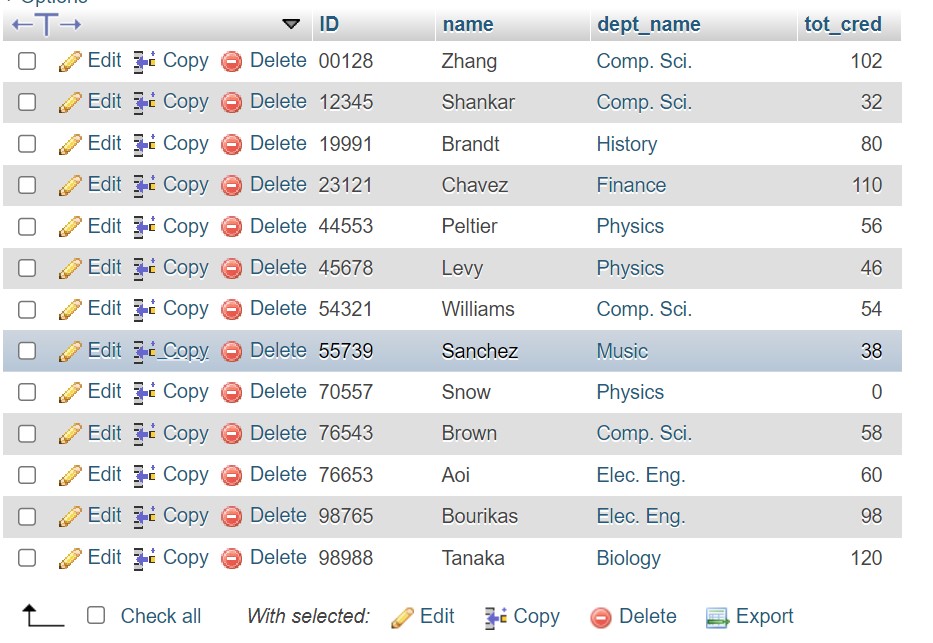 Options
ID name dept_name tot_cred
Edit Copy Delete 00128 Zhang Comp. Sci. 102
Edit Copy Delete 12345 Shankar Comp. Sci. 32
Edit Copy Delete 19991 Brandt History 80
Edit Copy Delete 23121 Chavez Finance 110
Edit Copy Delete 44553 Peltier Physics 56
Edit Copy Delete 45678 Levy Physics 46
Edit Copy Delete 54321 Williams Comp. Sci. 54
Edit Copy Delete 55739 Sanchez Music 38
Edit Copy Delete 70557 Snow Physics 0
Edit Copy Delete 76543 Brown Comp. Sci. 58
Edit Copy Delete 76653 Aoi Elec. Eng. 60
Edit Copy Delete 98765 Bourikas Elec. Eng. 98
Edit Copy Delete 98988 Tanaka Biology 120
Check all With selected: Edit Copy Delete Export